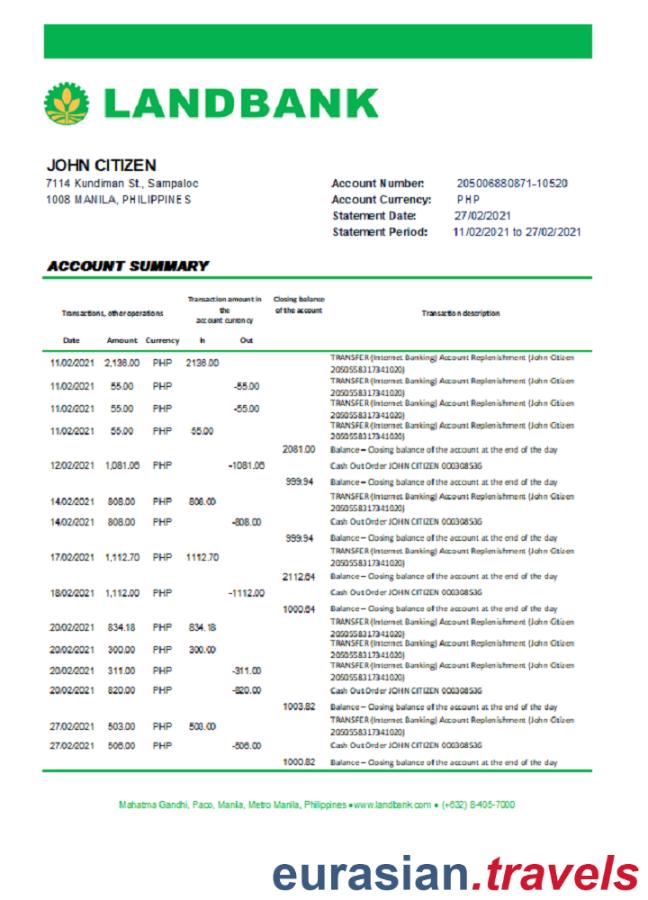 LANDBANK
JOHN CITIZEN
7114 Kundiman St., Sampaloc
1008 MANILA, PHILIPPINES
Account Number: 205006880871-10520
Account Currency: PHP
Statement Date: 27/02/2021
Statement Period: 11/02/2021 to 27/02/2021
ACCOUNT SUMMARY
Transactions, other operations
Transaction amount in
the
account currency
Closing balance
of the account
Transaction description
Date Amount Currency In Out
11/02/2021 2,136.00 PHP 2136.00 TRANSFER (Internet Banking) Account Replenishment (John Citizen
2050558317341020)
11/02/2021 55.00 PHP -55.00 TRANSFER (Internet Banking) Account Replenishment (John Citizen
2050558317341020)
11/02/2021 55.00 PHP -55.00 TRANSFER (Internet Banking) Account Replenishment (John Citizen
2050558317341020)
11/02/2021 55.00 PHP 55.00 TRANSFER (Internet Banking) Account Replenishment (John Citizen
2050558317341020)
2081.00 Balance – Closing balance of the account at the end of the day
12/02/2021 1,081.06 PHP -1081.06 Cash Out Order JOHN CITIZEN 000308536
999.94 Balance – Closing balance of the account at the end of the day
14/02/2021 808.00 PHP 808.00 TRANSFER (Internet Banking) Account Replenishment (John Citizen
2050558317341020)
14/02/2021 808.00 PHP -808.00 Cash Out Order JOHN CITIZEN 000308536
999.94 Balance – Closing balance of the account at the end of the day
17/02/2021 1,112.70 PHP 1112.70 TRANSFER (Internet Banking) Account Replenishment (John Citizen
2050558317341020)
2112.64 Balance – Closing balance of the account at the end of the day
18/02/2021 1,112.00 PHP -1112.00 Cash Out Order JOHN CITIZEN 000308536
1000.64 Balance – Closing balance of the account at the end of the day
20/02/2021 834.18 PHP 834.18 TRANSFER (Internet Banking) Account Replenishment (John Citizen
2050558317341020)
20/02/2021 300.00 PHP 300.00 TRANSFER (Internet Banking) Account Replenishment (John Citizen
2050558317341020)
20/02/2021 311.00 PHP -311.00 TRANSFER (Internet Banking) Account Replenishment (John Citizen
2050558317341020)
20/02/2021 820.00 PHP -820.00 Cash Out Order JOHN CITIZEN 000308536
1003.82 Balance – Closing balance of the account at the end of the day
27/02/2021 503.00 PHP 503.00 TRANSFER (Internet Banking) Account Replenishment (John Citizen
2050558317341020)
27/02/2021 506.00 PHP -506.00 Cash Out Order JOHN CITIZEN 000308536
1000.82 Balance – Closing balance of the account at the end of the day
Mahatma Gandhi, Paco, Manila, Metro Manila, Philippines • www.landbank.com • (+632) 8-405-7000
eurasian.travels